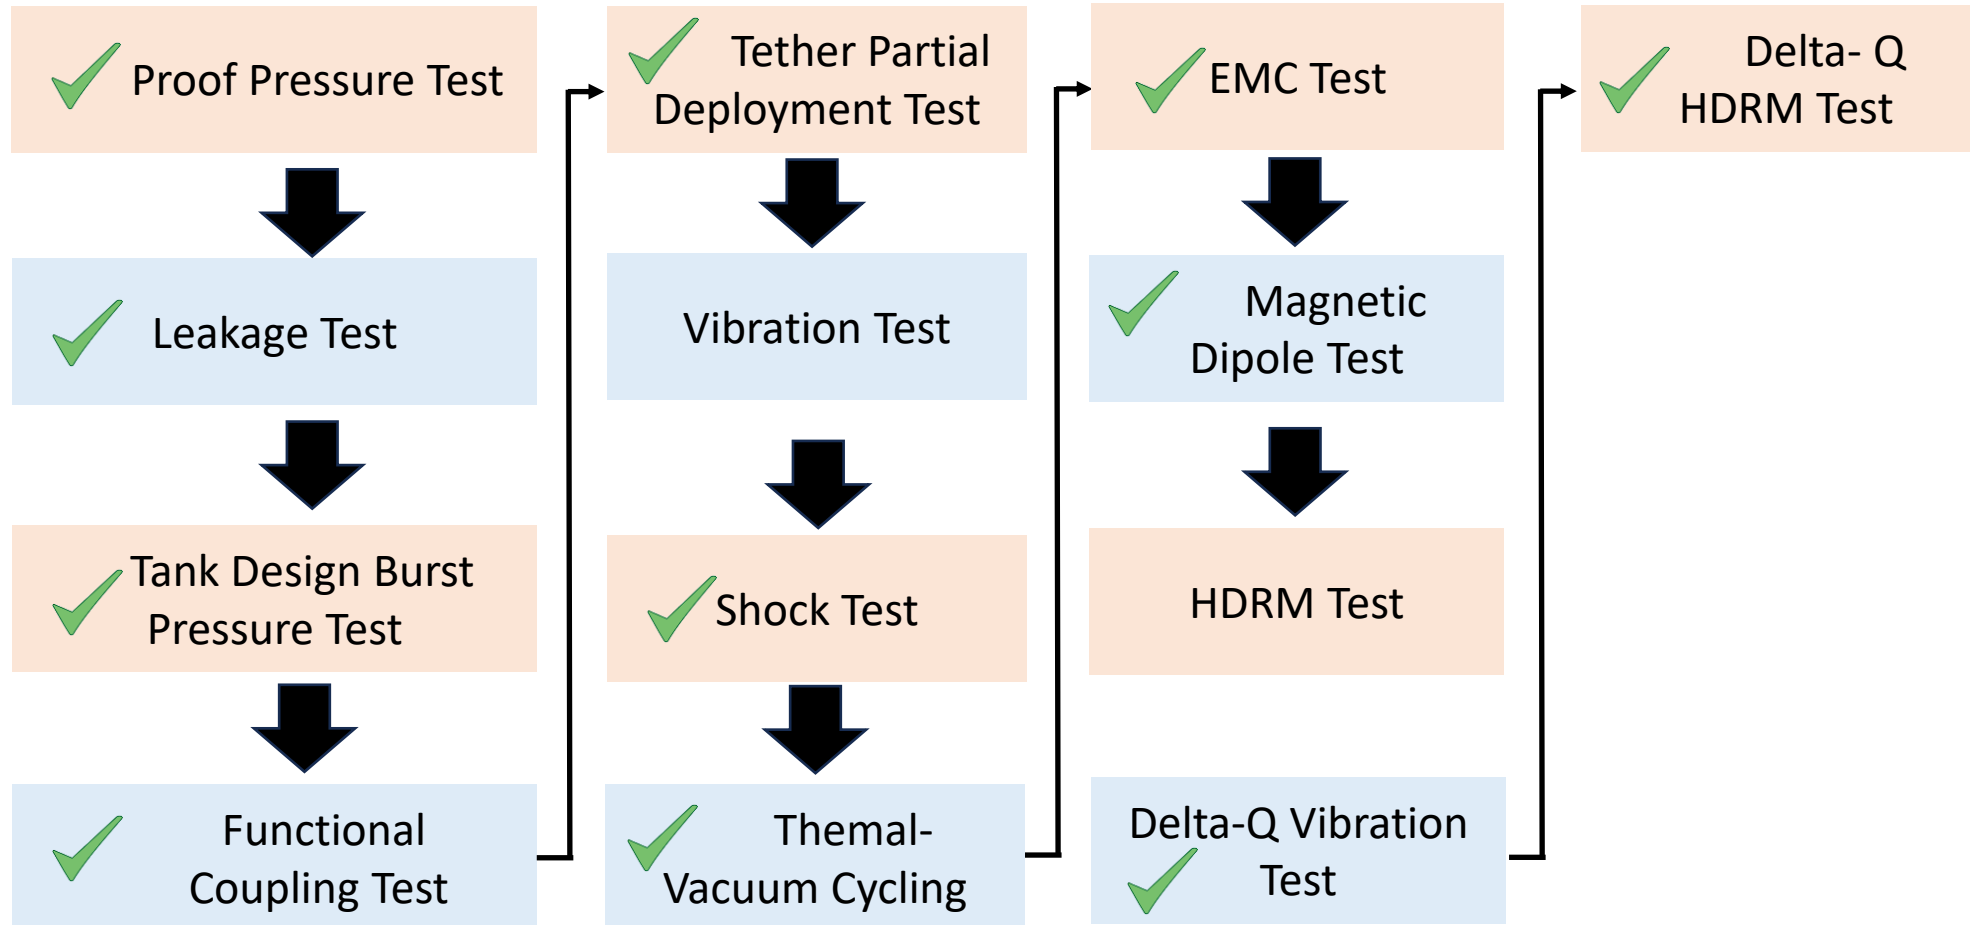 Proof Pressure Test
Leakage Test
Tank Design Burst
Pressure Test
Functional
Coupling Test
Tether Partial
Deployment Test
Vibration Test
Shock Test
Themal-
Vacuum Cycling
EMC Test
Magnetic
Dipole Test
HDRM Test
Delta-Q Vibration
Test
Delta- Q
HDRM Test